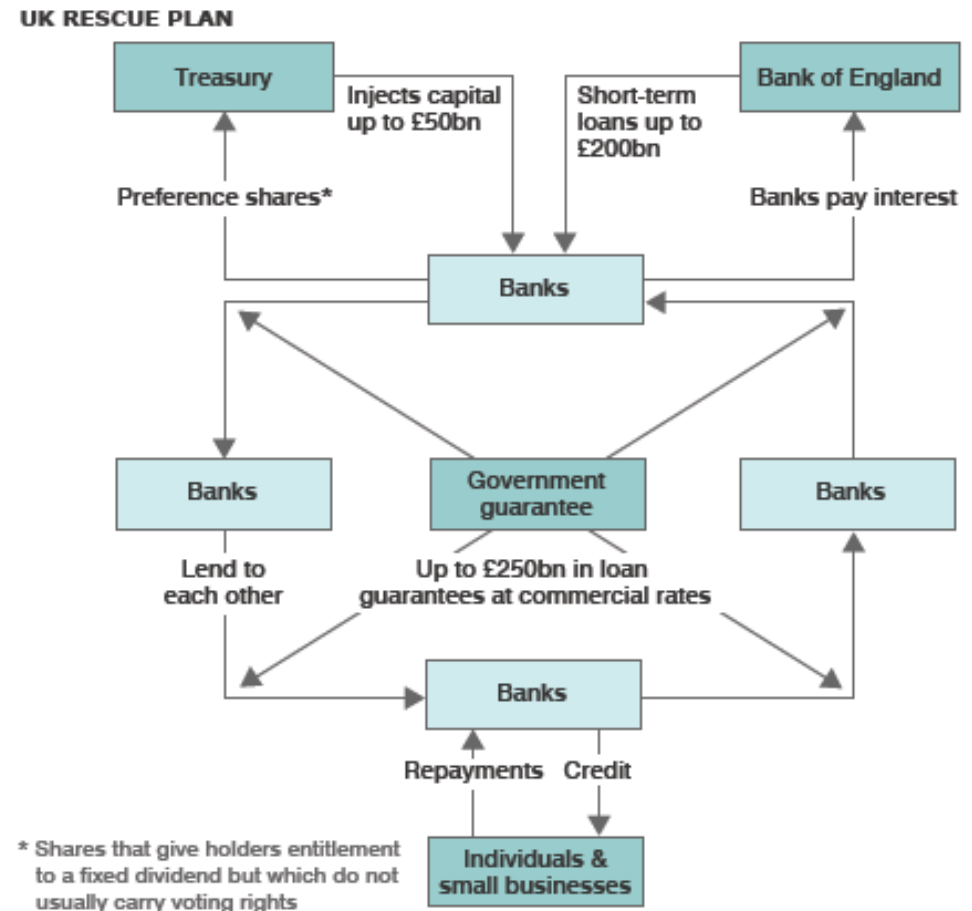 UK RESCUE PLAN
Treasury
Bank of England
Injects capital
up to £50bn
Short-term
loans up to
£200bn
Preference shares*
Banks pay interest
Banks
Banks
Government
guarantee
Banks
Lend to
each other
Up to £250bn in loan
guarantees at commercial rates
Banks
Repayments
Credit
Individuals &
small businesses
* Shares that give holders entitlement
to a fixed dividend but which do not
usually carry voting rights